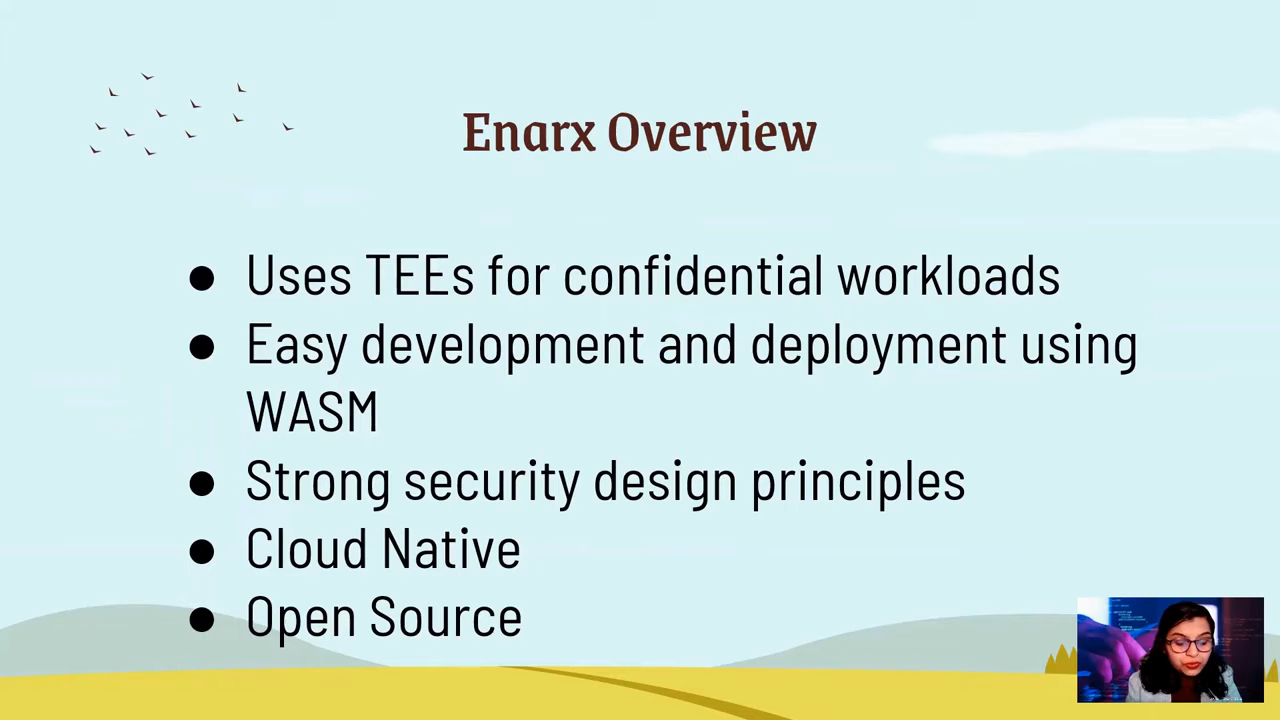 Enarx Overview
● Uses TEEs for confidential workloads
● Easy development and deployment using
WASM
● Strong security design principles
● Cloud Native
● Open Source